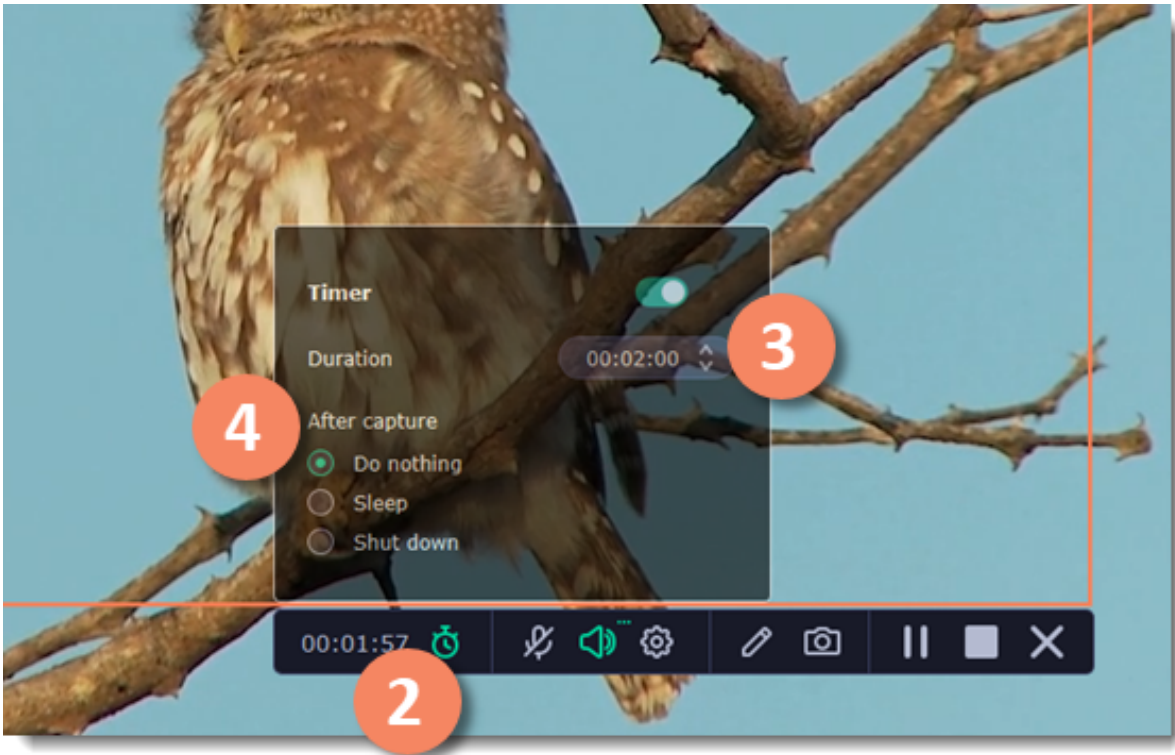 Timer
Duration 00:02:00
3
4
After capture
Do nothing
Sleep
Shut down
00:01:57
2